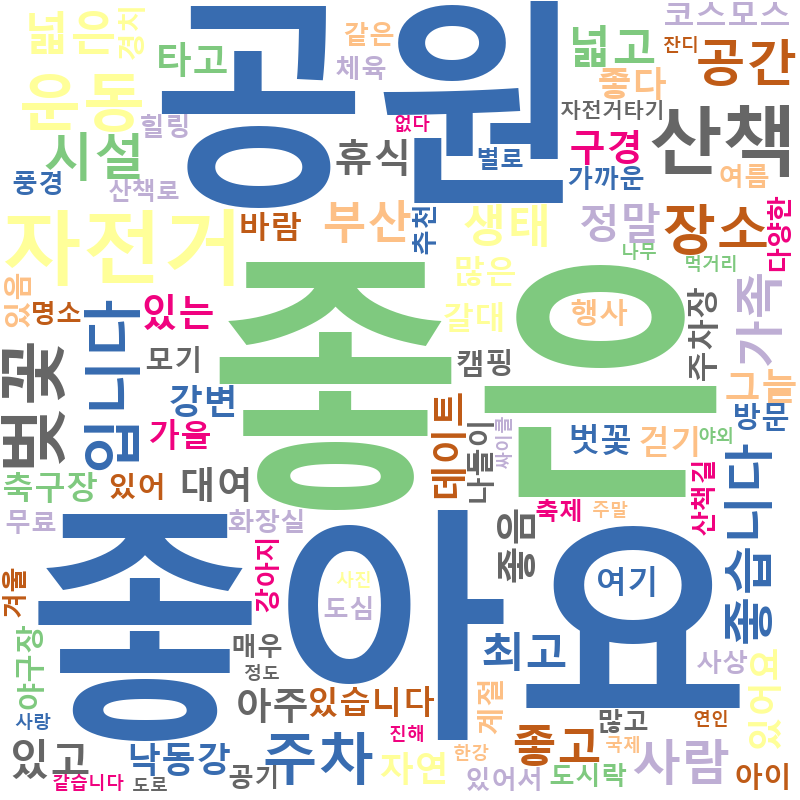 넓은
경치
타고
같은
체육
공원
넓고
코스모스
잔디
공간
좋다
운동
힐링
자전거타기
없다
산책
시설
휴식
별로
구경
가까운
여름
풍경
산책로
자전거
바람
부산
추천
생태
정말
장소
다양한
나무
먹거리
있음
명소
있는
많은
좋은
갈대
행사
주차장
가족
그늘
벚꽃
입니다
모기
캠핑
강변
가을
데이트
나들이
싸이클
벗꽃
걷기
야외
방문
축구장
있어
대여
무료
화장실
축제
주말
산책길
좋습니다
좋아요
좋음
겨울
강아지
사진
도심
여기
야구장
매우
정도
최고
사상
있어요
사랑
아주
있습니다
계절
많고
연인
진해
있고
낙동강
주차
한강
좋고
국제
사람
같습니다
도로
공기
자연
있어서
도시락
아이